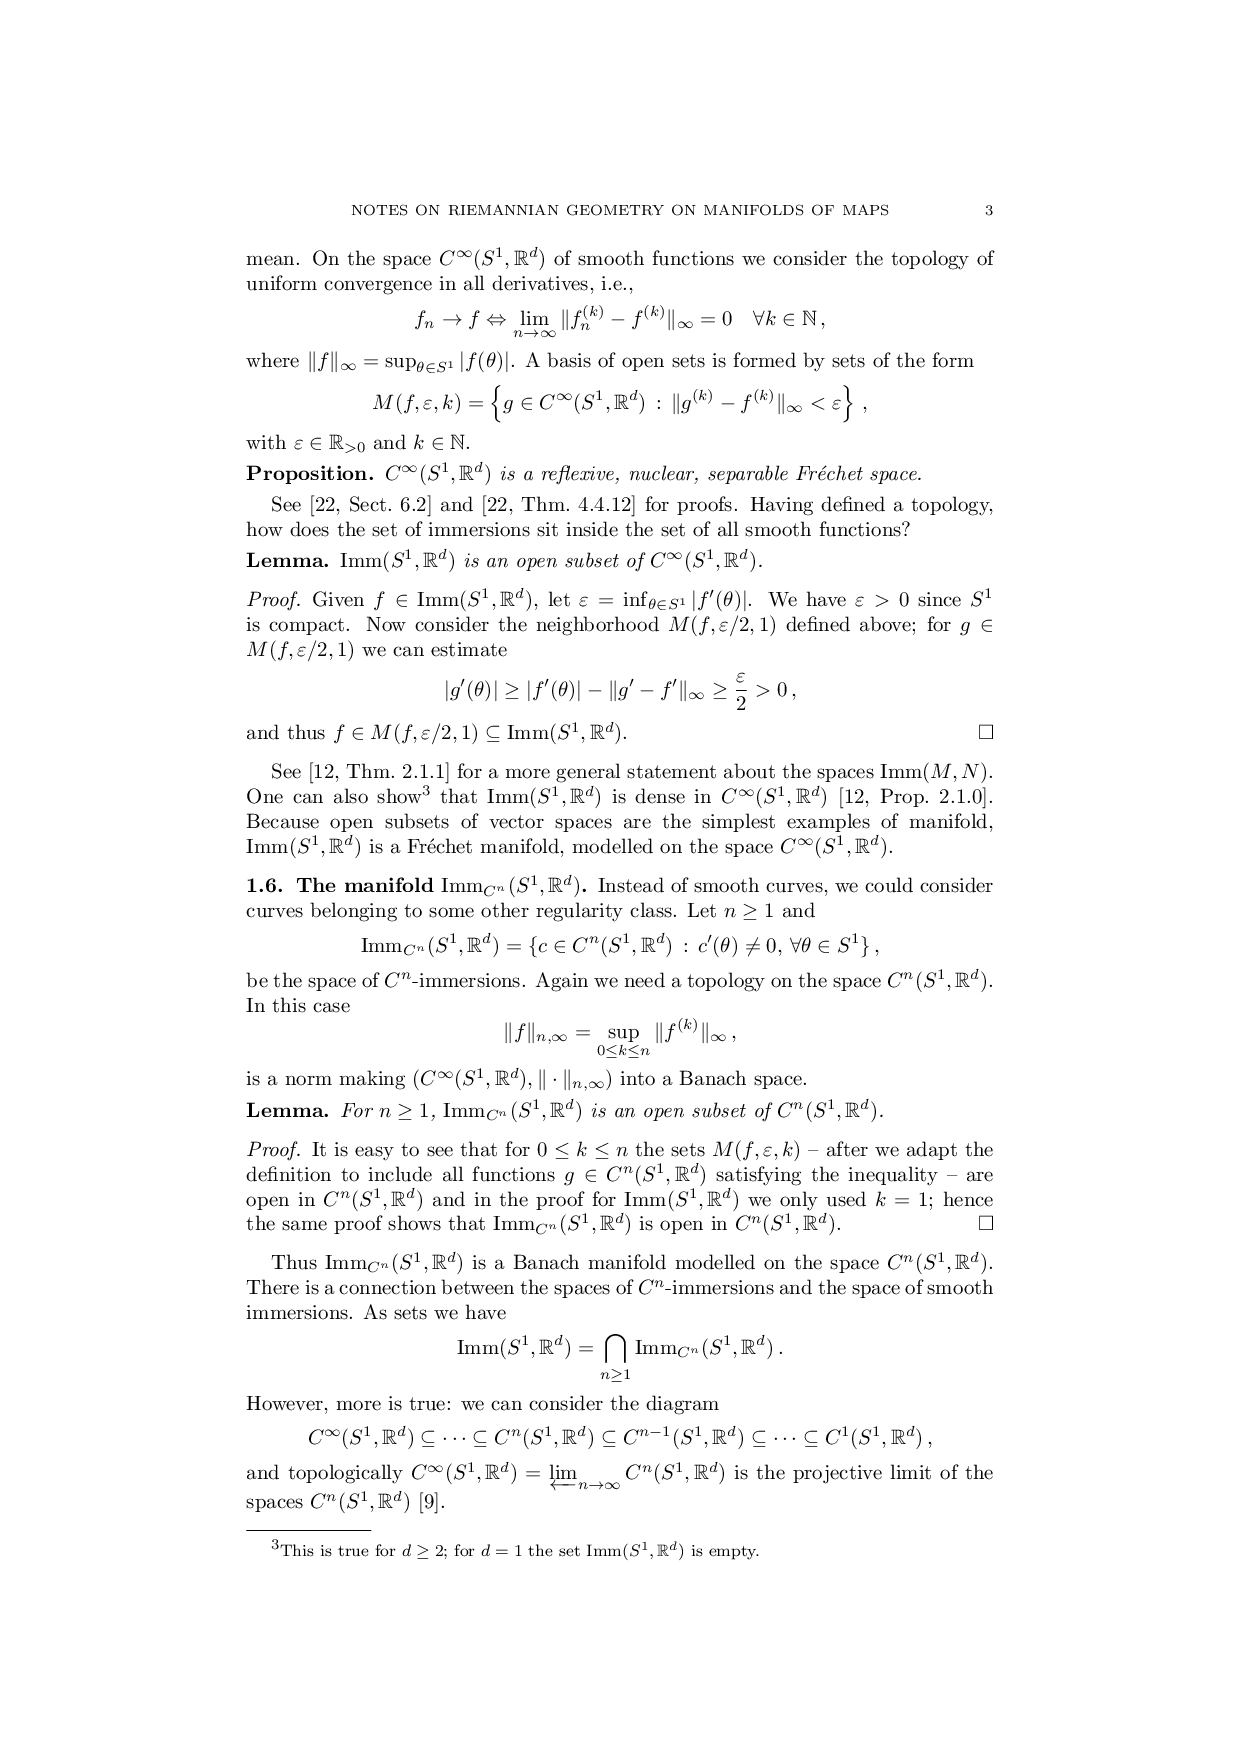 NOTES ON RIEMANNIAN GEOMETRY ON MANIFOLDS OF MAPS 3
mean. On the space $C^\infty(S^1, \mathbb{R}^d)$ of smooth functions we consider the topology of
uniform convergence in all derivatives, i.e.,
$f_n \to f \Leftrightarrow \lim_{n\to\infty} \|f_n^{(k)} - f^{(k)}\|_\infty = 0 \quad \forall k \in \mathbb{N}\,,$
where $\|f\|_\infty = \sup_{\theta \in S^1} |f(\theta)|$. A basis of open sets is formed by sets of the form
$M(f, \varepsilon, k) = \left\{ g \in C^\infty(S^1, \mathbb{R}^d) \,:\, \|g^{(k)} - f^{(k)}\|_\infty < \varepsilon \right\}\,,$
with $\varepsilon \in \mathbb{R}_{>0}$ and $k \in \mathbb{N}$.
Proposition. $C^\infty(S^1, \mathbb{R}^d)$ is a reflexive, nuclear, separable Fréchet space.
See [22, Sect. 6.2] and [22, Thm. 4.4.12] for proofs. Having defined a topology,
how does the set of immersions sit inside the set of all smooth functions?
Lemma. $\mathrm{Imm}(S^1, \mathbb{R}^d)$ is an open subset of $C^\infty(S^1, \mathbb{R}^d)$.
Proof. Given $f \in \mathrm{Imm}(S^1, \mathbb{R}^d)$, let $\varepsilon = \inf_{\theta \in S^1} |f'(\theta)|$. We have $\varepsilon > 0$ since $S^1$
is compact. Now consider the neighborhood $M(f, \varepsilon/2, 1)$ defined above; for $g \in$
$M(f, \varepsilon/2, 1)$ we can estimate
$|g'(\theta)| \geq |f'(\theta)| - \|g' - f'\|_\infty \geq \frac{\varepsilon}{2} > 0\,,$
and thus $f \in M(f, \varepsilon/2, 1) \subseteq \mathrm{Imm}(S^1, \mathbb{R}^d)$. □
See [12, Thm. 2.1.1] for a more general statement about the spaces $\mathrm{Imm}(M, N)$.
One can also show$^3$ that $\mathrm{Imm}(S^1, \mathbb{R}^d)$ is dense in $C^\infty(S^1, \mathbb{R}^d)$ [12, Prop. 2.1.0].
Because open subsets of vector spaces are the simplest examples of manifold,
$\mathrm{Imm}(S^1, \mathbb{R}^d)$ is a Fréchet manifold, modelled on the space $C^\infty(S^1, \mathbb{R}^d)$.
1.6. The manifold $\mathrm{Imm}_{C^n}(S^1, \mathbb{R}^d)$. Instead of smooth curves, we could consider
curves belonging to some other regularity class. Let $n \geq 1$ and
$\mathrm{Imm}_{C^n}(S^1, \mathbb{R}^d) = \{c \in C^n(S^1, \mathbb{R}^d) \,:\, c'(\theta) \neq 0,\, \forall \theta \in S^1\}\,,$
be the space of $C^n$-immersions. Again we need a topology on the space $C^n(S^1, \mathbb{R}^d)$.
In this case
$\|f\|_{n,\infty} = \sup_{0 \leq k \leq n} \|f^{(k)}\|_\infty\,,$
is a norm making $(C^\infty(S^1, \mathbb{R}^d), \|\cdot\|_{n,\infty})$ into a Banach space.
Lemma. For $n \geq 1$, $\mathrm{Imm}_{C^n}(S^1, \mathbb{R}^d)$ is an open subset of $C^n(S^1, \mathbb{R}^d)$.
Proof. It is easy to see that for $0 \leq k \leq n$ the sets $M(f, \varepsilon, k)$ – after we adapt the
definition to include all functions $g \in C^n(S^1, \mathbb{R}^d)$ satisfying the inequality – are
open in $C^n(S^1, \mathbb{R}^d)$ and in the proof for $\mathrm{Imm}(S^1, \mathbb{R}^d)$ we only used $k = 1$; hence
the same proof shows that $\mathrm{Imm}_{C^n}(S^1, \mathbb{R}^d)$ is open in $C^n(S^1, \mathbb{R}^d)$. □
Thus $\mathrm{Imm}_{C^n}(S^1, \mathbb{R}^d)$ is a Banach manifold modelled on the space $C^n(S^1, \mathbb{R}^d)$.
There is a connection between the spaces of $C^n$-immersions and the space of smooth
immersions. As sets we have
$\mathrm{Imm}(S^1, \mathbb{R}^d) = \bigcap_{n \geq 1} \mathrm{Imm}_{C^n}(S^1, \mathbb{R}^d)\,.$
However, more is true: we can consider the diagram
$C^\infty(S^1, \mathbb{R}^d) \subseteq \cdots \subseteq C^n(S^1, \mathbb{R}^d) \subseteq C^{n-1}(S^1, \mathbb{R}^d) \subseteq \cdots \subseteq C^1(S^1, \mathbb{R}^d)\,,$
and topologically $C^\infty(S^1, \mathbb{R}^d) = \varprojlim_{n\to\infty} C^n(S^1, \mathbb{R}^d)$ is the projective limit of the
spaces $C^n(S^1, \mathbb{R}^d)$ [9].
$^3$This is true for $d \geq 2$; for $d = 1$ the set $\mathrm{Imm}(S^1, \mathbb{R}^d)$ is empty.